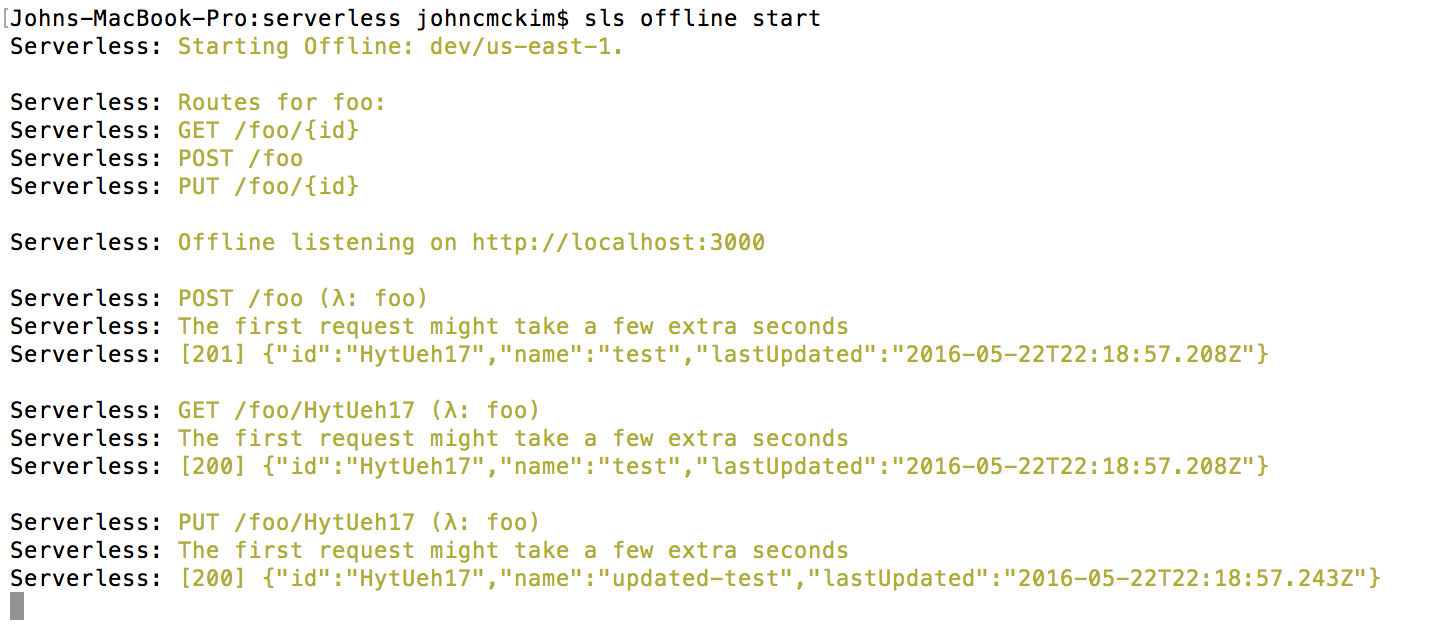 [Johns-MacBook-Pro:serverless johncmckim$ sls offline start
Serverless: Starting Offline: dev/us-east-1.
Serverless: Routes for foo:
Serverless: GET /foo/{id}
Serverless: POST /foo
Serverless: PUT /foo/{id}
Serverless: Offline listening on http://localhost:3000
Serverless: POST /foo (λ: foo)
Serverless: The first request might take a few extra seconds
Serverless: [201] {"id":"HytUeh17","name":"test","lastUpdated":"2016-05-22T22:18:57.208Z"}
Serverless: GET /foo/HytUeh17 (λ: foo)
Serverless: The first request might take a few extra seconds
Serverless: [200] {"id":"HytUeh17","name":"test","lastUpdated":"2016-05-22T22:18:57.208Z"}
Serverless: PUT /foo/HytUeh17 (λ: foo)
Serverless: The first request might take a few extra seconds
Serverless: [200] {"id":"HytUeh17","name":"updated-test","lastUpdated":"2016-05-22T22:18:57.243Z"}